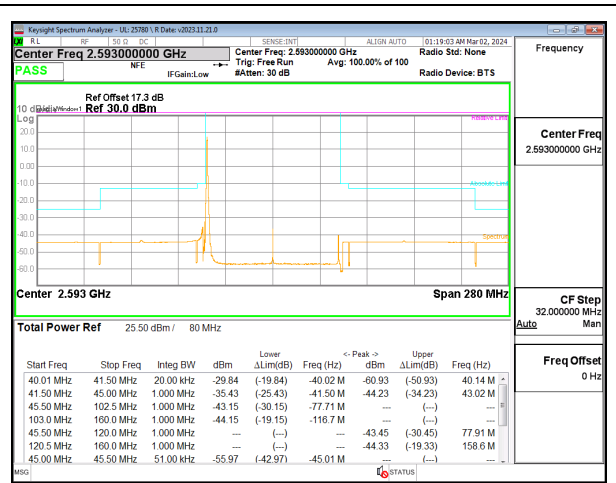 Keysight Spectrum Analyzer - UL: 25780 \ R Date: v2023.11.21.0
RL RF 50 Ω DC SENSE:INT ALIGN AUTO 01:19:03 AM Mar 02, 2024
Center Freq 2.593000000 GHz Center Freq: 2.593000000 GHz Radio Std: None
NFE Trig: Free Run Avg: 100.00% of 100
PASS IFGain:Low #Atten: 30 dB Radio Device: BTS
Frequency
Ref Offset 17.3 dB
10 dB/div Window1 Ref 30.0 dBm
Log Relative Limit
20.0
10.0
0.00
-10.0 Absolute Limit
-20.0
-30.0
-40.0 Spectrum
-50.0
-60.0
Center 2.593 GHz Span 280 MHz
Center Freq
2.593000000 GHz
CF Step
32.000000 MHz
Auto Man
Freq Offset
0 Hz
Total Power Ref 25.50 dBm / 80 MHz
Lower <- Peak -> Upper
Start Freq Stop Freq Integ BW dBm ΔLim(dB) Freq (Hz) dBm ΔLim(dB) Freq (Hz)
40.01 MHz 41.50 MHz 20.00 kHz -29.84 (-19.84) -40.02 M -60.93 (-50.93) 40.14 M
41.50 MHz 45.00 MHz 1.000 MHz -35.43 (-25.43) -41.50 M -44.23 (-34.23) 43.02 M
45.50 MHz 102.5 MHz 1.000 MHz -43.15 (-30.15) -77.71 M --- (---)
103.0 MHz 160.0 MHz 1.000 MHz -44.15 (-19.15) -116.7 M --- (---)
45.50 MHz 120.0 MHz 1.000 MHz --- (---) -43.45 (-30.45) 77.91 M
120.5 MHz 160.0 MHz 1.000 MHz --- (---) -44.33 (-19.33) 158.6 M
45.00 MHz 45.50 MHz 51.00 kHz -55.97 (-42.97) -45.01 M --- (---)
MSG STATUS